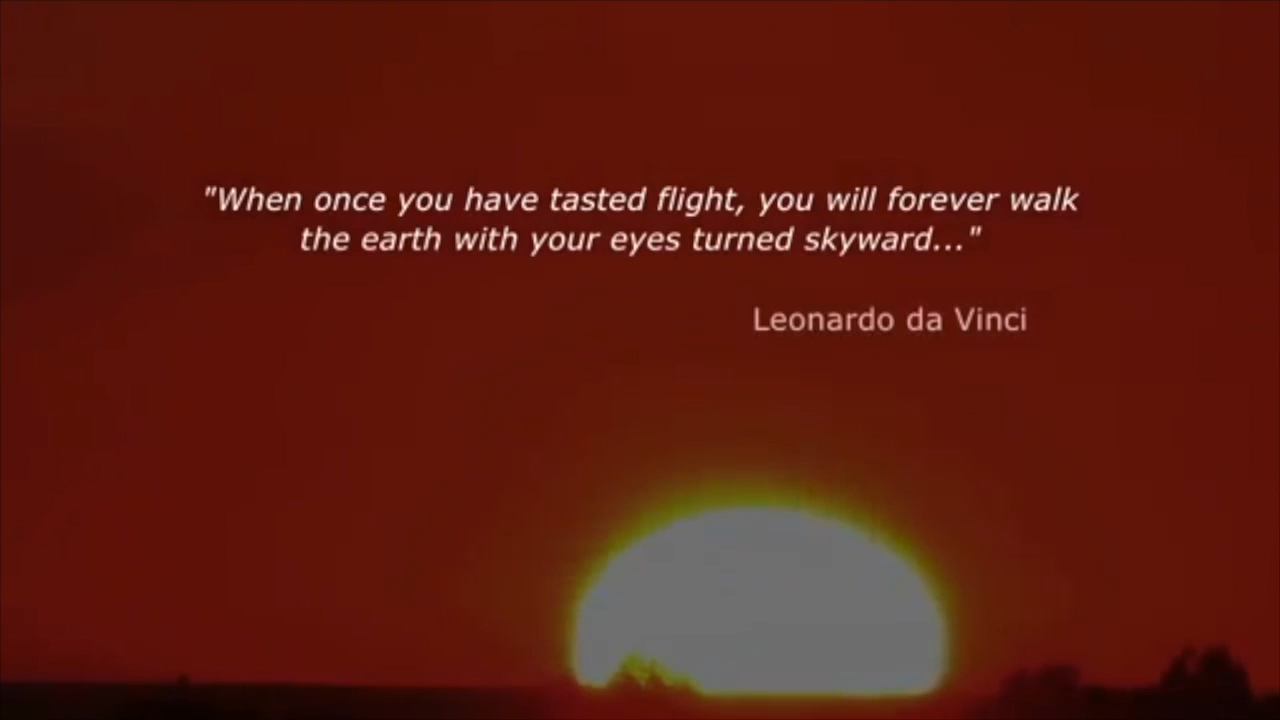 "When once you have tasted flight, you will forever walk
the earth with your eyes turned skyward..."
Leonardo da Vinci